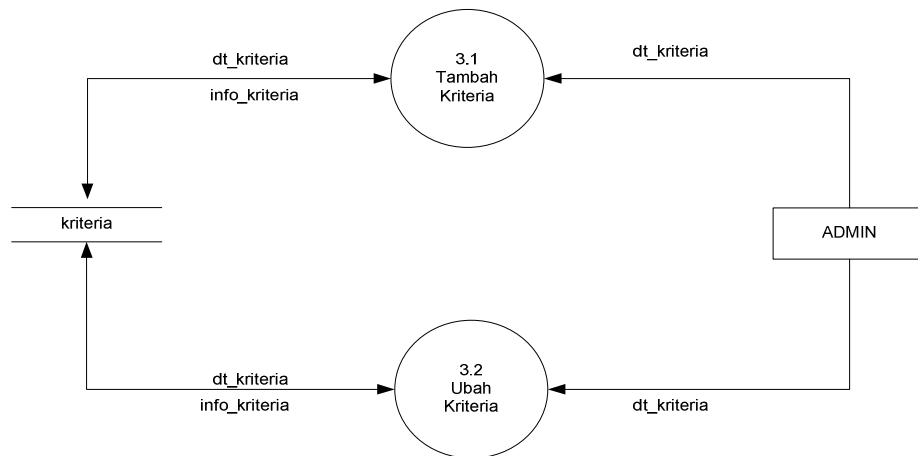 dt_kriteria
info_kriteria
3.1
Tambah
Kriteria
dt_kriteria
kriteria
ADMIN
dt_kriteria
info_kriteria
3.2
Ubah
Kriteria
dt_kriteria